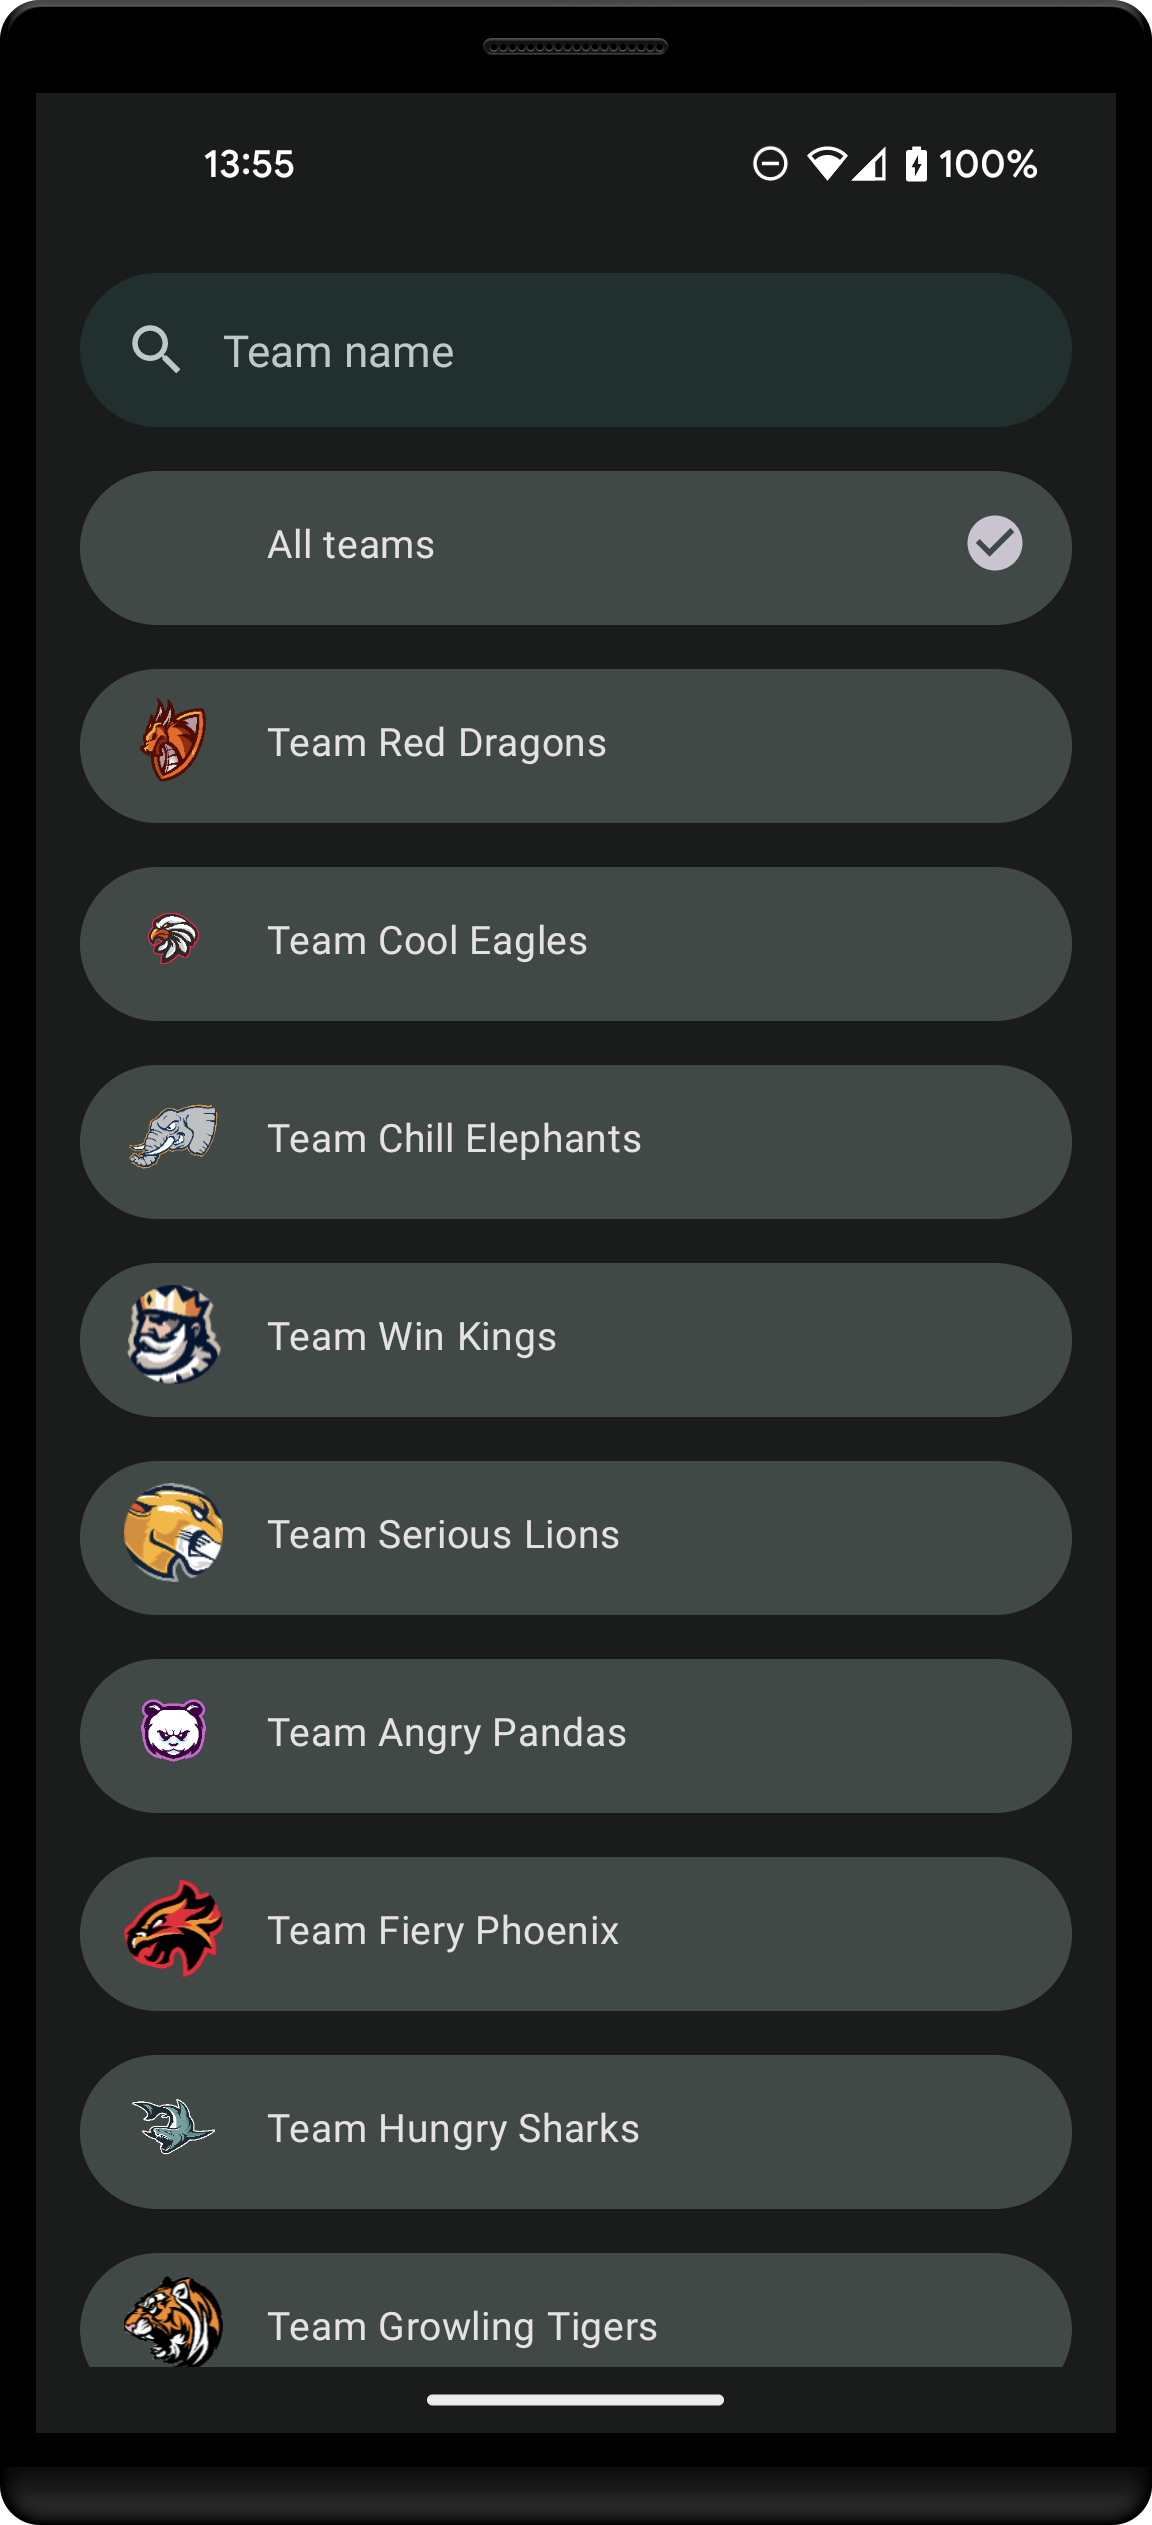 13:55
100%
Team name
All teams
Team Red Dragons
Team Cool Eagles
Team Chill Elephants
Team Win Kings
Team Serious Lions
Team Angry Pandas
Team Fiery Phoenix
Team Hungry Sharks
Team Growling Tigers